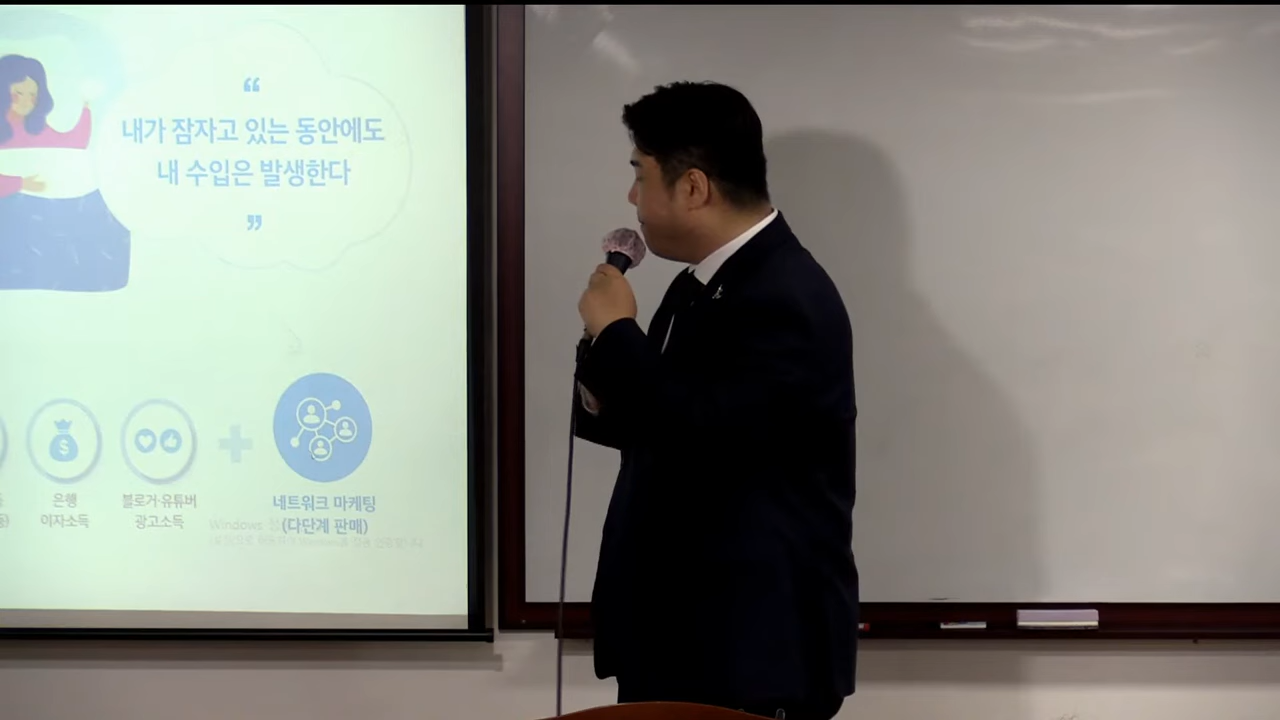 “
내가 잠자고 있는 동안에도
내 수입은 발생한다
”
은행
이자소득
블로거·유튜버
광고소득
네트워크 마케팅
(다단계 판매)
Windows